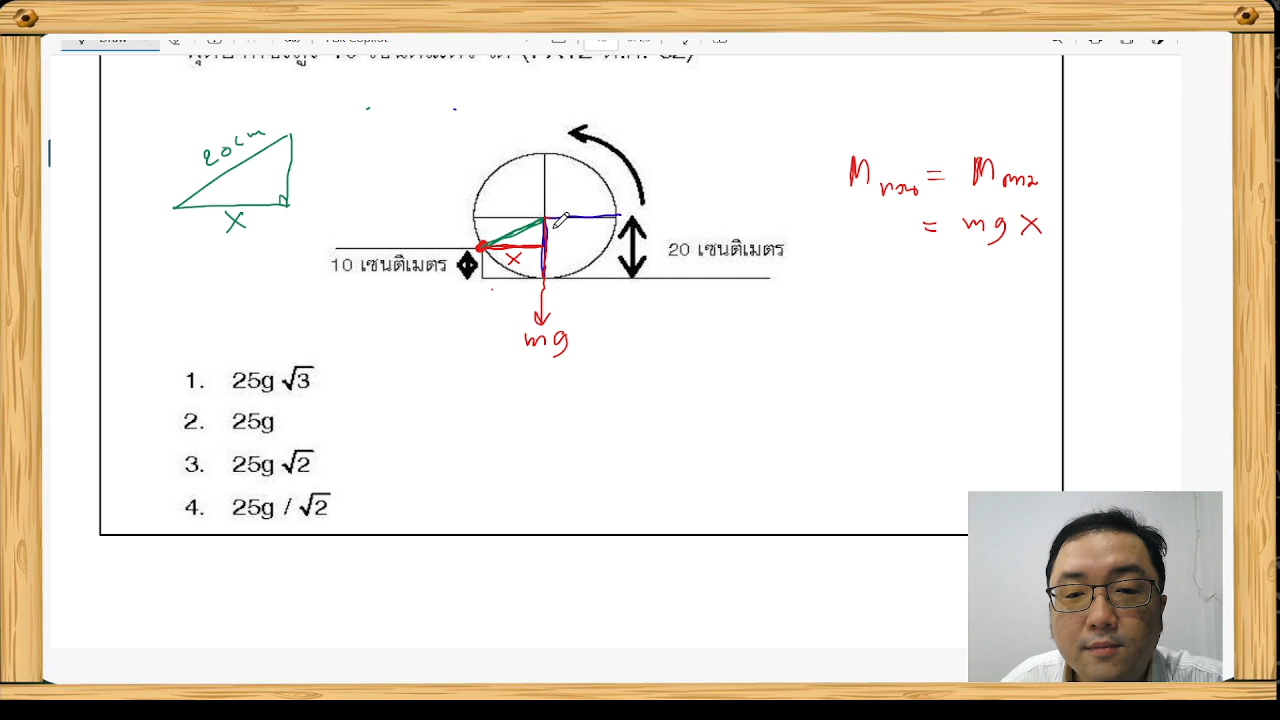 20cm
X
M = M
= mg X
20 เซนติเมตร
10 เซนติเมตร
x
mg
1. 25g √3
2. 25g
3. 25g √2
4. 25g / √2